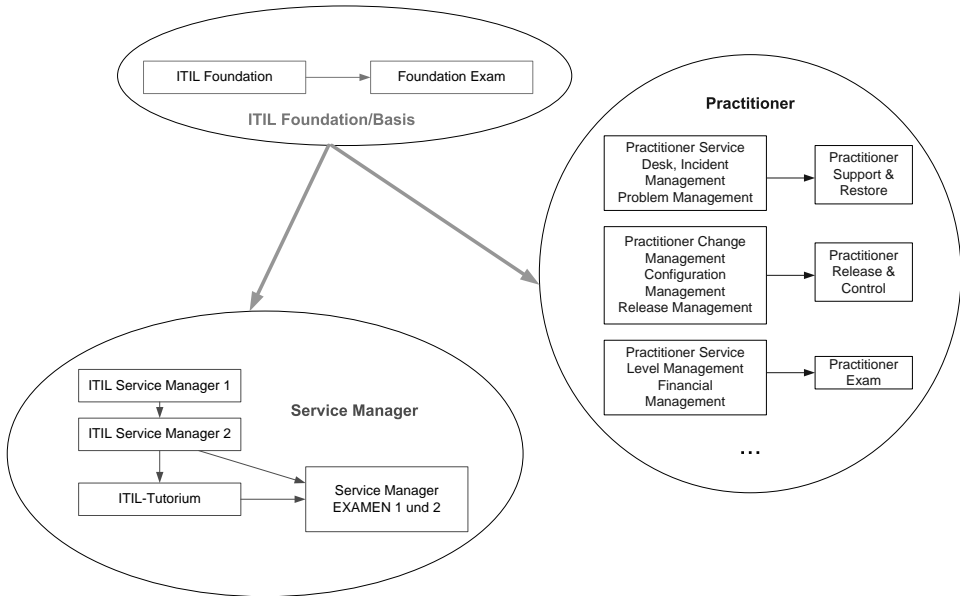 ITIL Foundation
Foundation Exam
ITIL Foundation/Basis
Practitioner
Practitioner Service
Desk, Incident
Management
Problem Management
Practitioner
Support &
Restore
Practitioner Change
Management
Configuration
Management
Release Management
Practitioner
Release &
Control
Practitioner Service
Level Management
Financial
Management
Practitioner
Exam
...
Service Manager
ITIL Service Manager 1
ITIL Service Manager 2
ITIL-Tutorium
Service Manager
EXAMEN 1 und 2